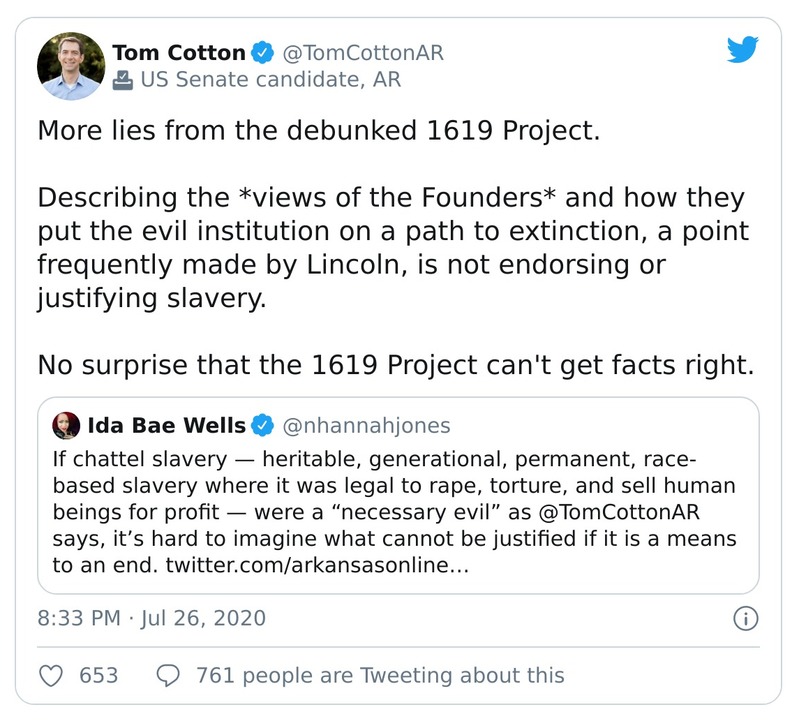 Tom Cotton @TomCottonAR
US Senate candidate, AR
More lies from the debunked 1619 Project.
Describing the *views of the Founders* and how they
put the evil institution on a path to extinction, a point
frequently made by Lincoln, is not endorsing or
justifying slavery.
No surprise that the 1619 Project can't get facts right.
Ida Bae Wells @nhannahjones
If chattel slavery — heritable, generational, permanent, race-
based slavery where it was legal to rape, torture, and sell human
beings for profit — were a “necessary evil” as @TomCottonAR
says, it’s hard to imagine what cannot be justified if it is a means
to an end. twitter.com/arkansasonline…
8:33 PM · Jul 26, 2020
653 761 people are Tweeting about this